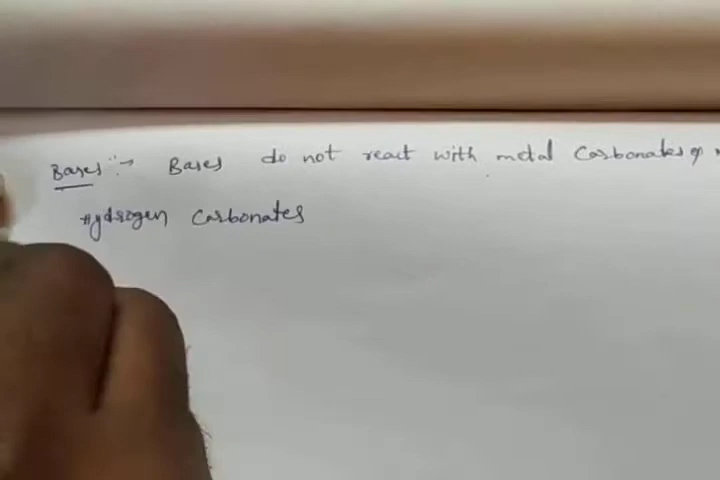 Bases :→ Bases do not react with metal Carbonates
Hydrogen Carbonates